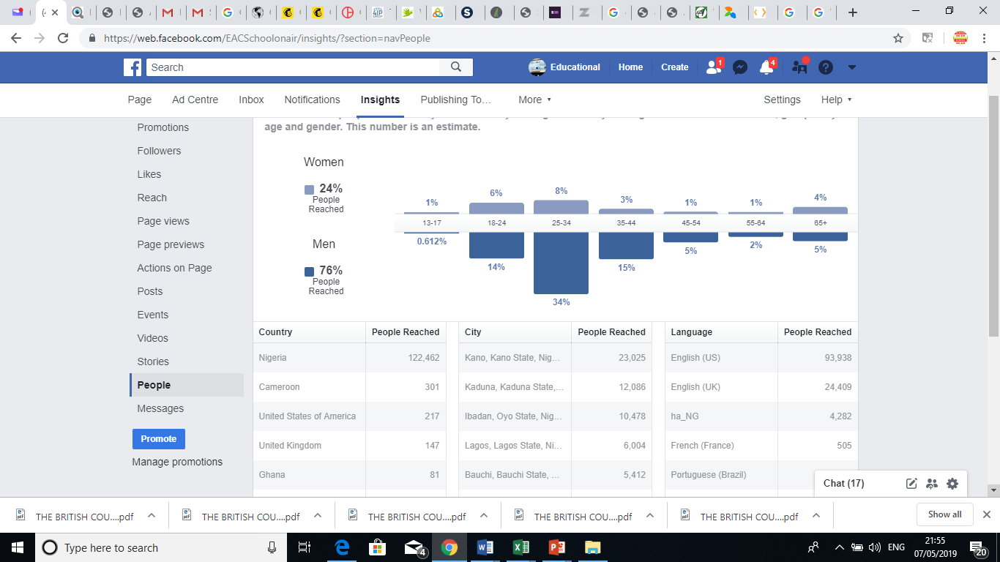 https://web.facebook.com/EACSchoolonair/insights/?section=navPeople
Search
Educational
Home
Create
1
4
Page
Ad Centre
Inbox
Notifications
Insights
Publishing To…
More
Settings
Help
Promotions
Followers
Likes
Reach
Page views
Page previews
Actions on Page
Posts
Events
Videos
Stories
People
Messages
Promote
Manage promotions
age and gender. This number is an estimate.
Women
24%
People
Reached
Men
76%
People
Reached
1%
6%
8%
3%
1%
1%
4%
13-17
18-24
25-34
35-44
45-54
55-64
65+
0.612%
14%
34%
15%
5%
2%
5%
Country People Reached
Nigeria 122,462
Cameroon 301
United States of America 217
United Kingdom 147
Ghana 81
City People Reached
Kano, Kano State, Nig... 23,025
Kaduna, Kaduna State,... 12,086
Ibadan, Oyo State, Nig... 10,478
Lagos, Lagos State, Ni... 6,004
Bauchi, Bauchi State, ... 5,412
Language People Reached
English (US) 93,938
English (UK) 24,409
ha_NG 4,282
French (France) 505
Portuguese (Brazil)
Chat (17)
THE BRITISH COU....pdf
THE BRITISH COU....pdf
THE BRITISH COU....pdf
THE BRITISH COU....pdf
THE BRITISH COU....pdf
Show all
Type here to search
4
ENG
21:55
07/05/2019
20